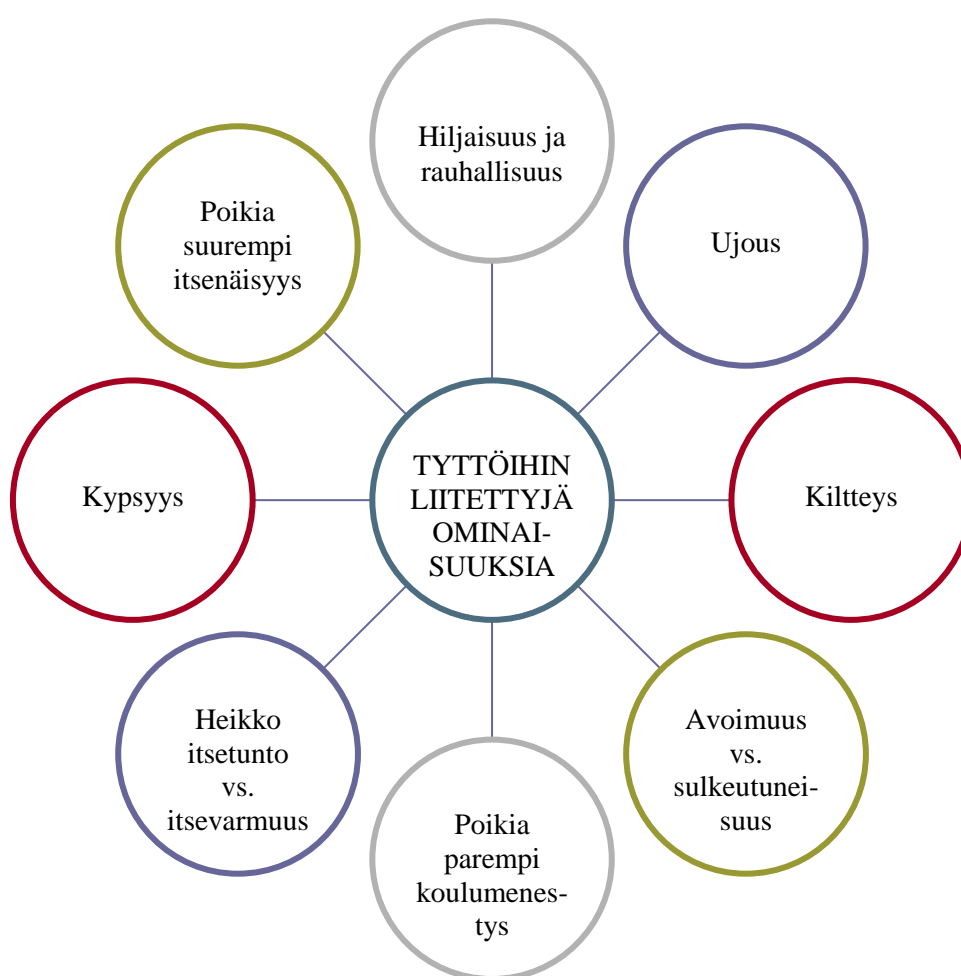 Hiljaisuus ja
rauhallisuus
Poikia
suurempi
itsenäisyys
Ujous
Kypsyys
TYTTÖIHIN
LIITETTYJÄ
OMINAI-
SUUKSIA
Kiltteys
Heikko
itsetunto
vs.
itsevarmuus
Avoimuus
vs.
sulkeutunei-
suus
Poikia
parempi
koulumenes-
tys